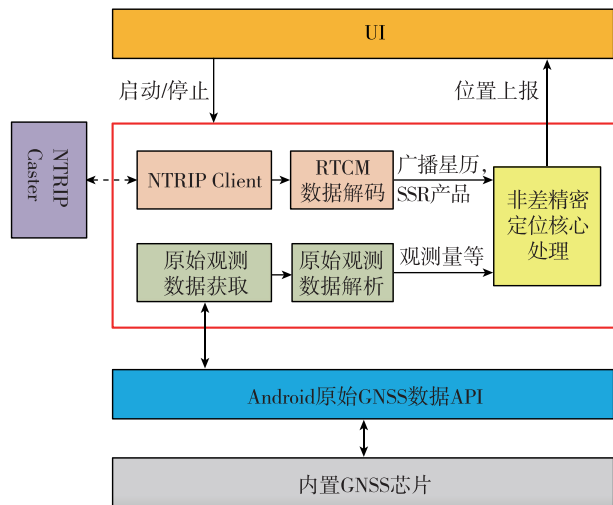 UI
启动/停止
位置上报
NTRIP
Caster
NTRIP Client
RTCM
数据解码
广播星历,
SSR产品
非差精密
定位核心
处理
原始观测
数据获取
原始观测
数据解析
观测量等
Android原始GNSS数据API
内置GNSS芯片